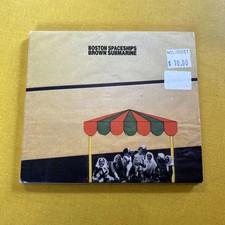 BOSTON SPACESHIPS
BROWN SUBMARINE
$ 10.00